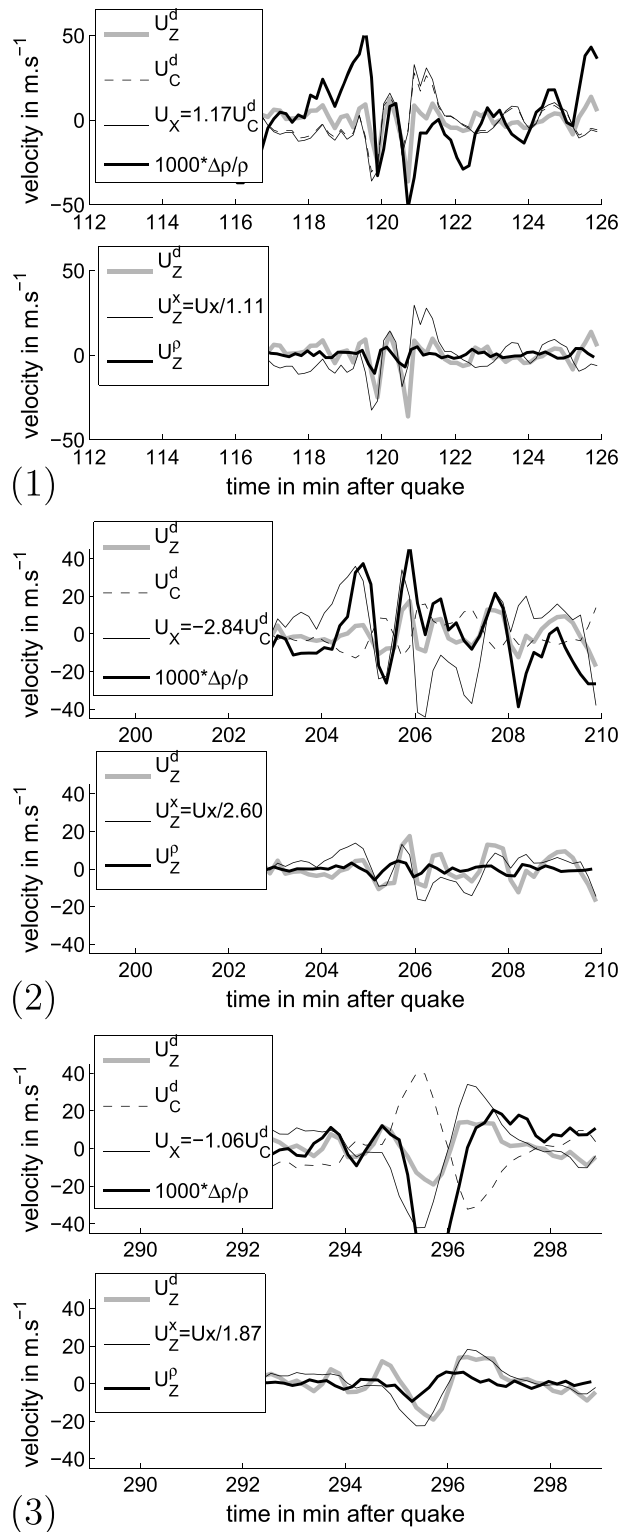 velocity in m.s⁻¹
50
0
−50
U_Z^d
U_C^d
U_X=1.17U_C^d
1000*Δρ/ρ
112 114 116 118 120 122 124 126
velocity in m.s⁻¹
50
0
−50
U_Z^d
U_Z^x=Ux/1.11
U_Z^ρ
112 114 116 118 120 122 124 126
time in min after quake
(1)
velocity in m.s⁻¹
40
20
0
−20
−40
U_Z^d
U_C^d
U_X=−2.84U_C^d
1000*Δρ/ρ
200 202 204 206 208 210
velocity in m.s⁻¹
40
20
0
−20
−40
U_Z^d
U_Z^x=Ux/2.60
U_Z^ρ
200 202 204 206 208 210
time in min after quake
(2)
velocity in m.s⁻¹
40
20
0
−20
−40
U_Z^d
U_C^d
U_X=−1.06U_C^d
1000*Δρ/ρ
290 292 294 296 298
velocity in m.s⁻¹
40
20
0
−20
−40
U_Z^d
U_Z^x=Ux/1.87
U_Z^ρ
290 292 294 296 298
time in min after quake
(3)